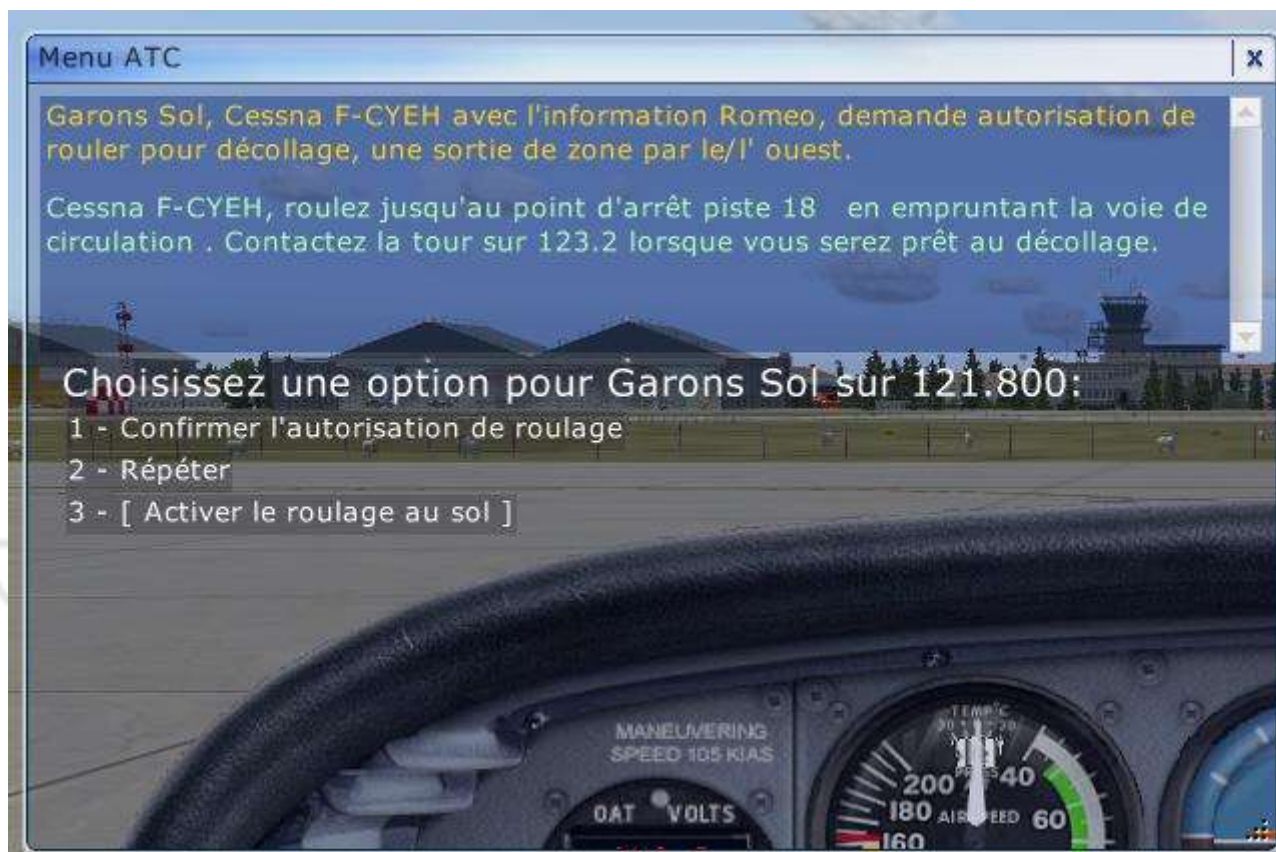 Menu ATC
Garons Sol, Cessna F-CYEH avec l'information Romeo, demande autorisation de
rouler pour décollage, une sortie de zone par le/l' ouest.
Cessna F-CYEH, roulez jusqu'au point d'arrêt piste 18 en empruntant la voie de
circulation . Contactez la tour sur 123.2 lorsque vous serez prêt au décollage.
Choisissez une option pour Garons Sol sur 121.800:
1 - Confirmer l'autorisation de roulage
2 - Répéter
3 - [ Activer le roulage au sol ]
MANEUVERING
SPEED 105 KIAS
OAT VOLTS
TEMP °C
200
40
180
AIRSPEED
60
160